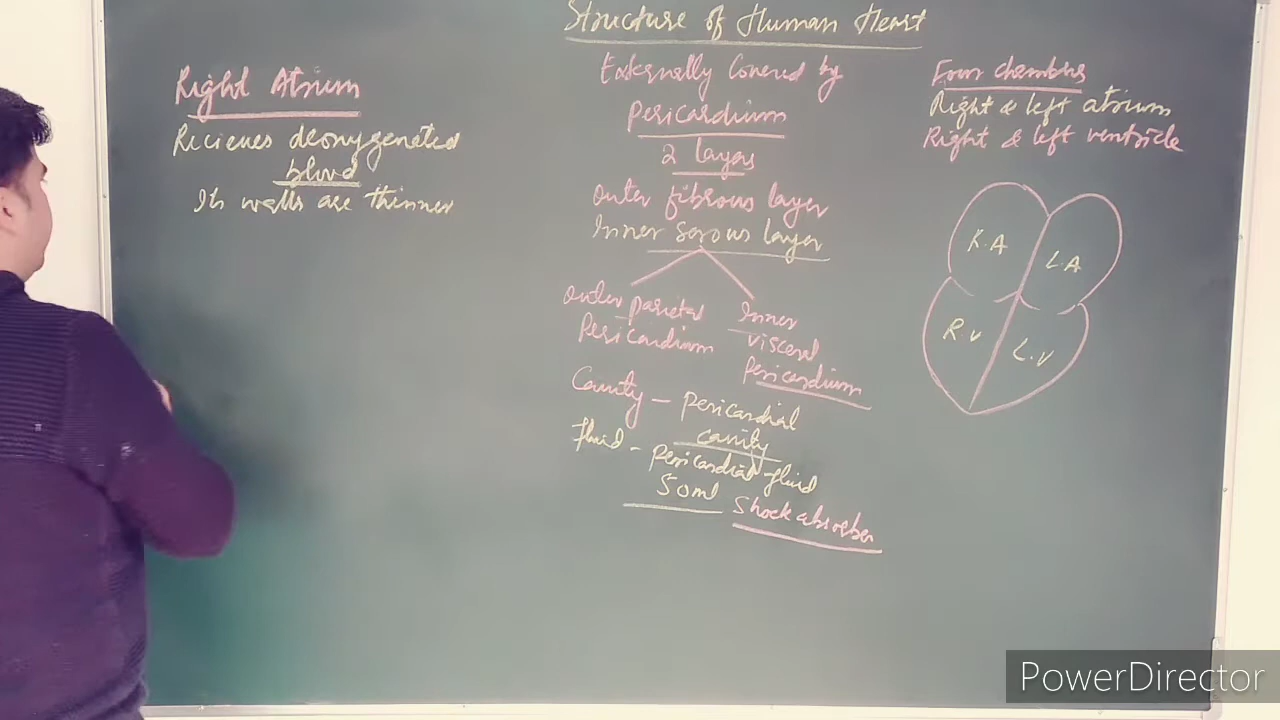 Structure of Human Heart
Right Atrium
Recieves deoxygenated
blood
Its walls are thinner
Externally Covered by
Pericardium
2 layers
Outer fibrous layer
Inner serous layer
Outer parietal
Pericardium
Inner
visceral
Pericardium
Cavity - pericardial
cavity
Fluid - pericardial fluid
50ml
Shock absorber
Four chambers
Right & left atrium
Right & left ventricle
R.A
L.A
R.V
L.V
PowerDirector